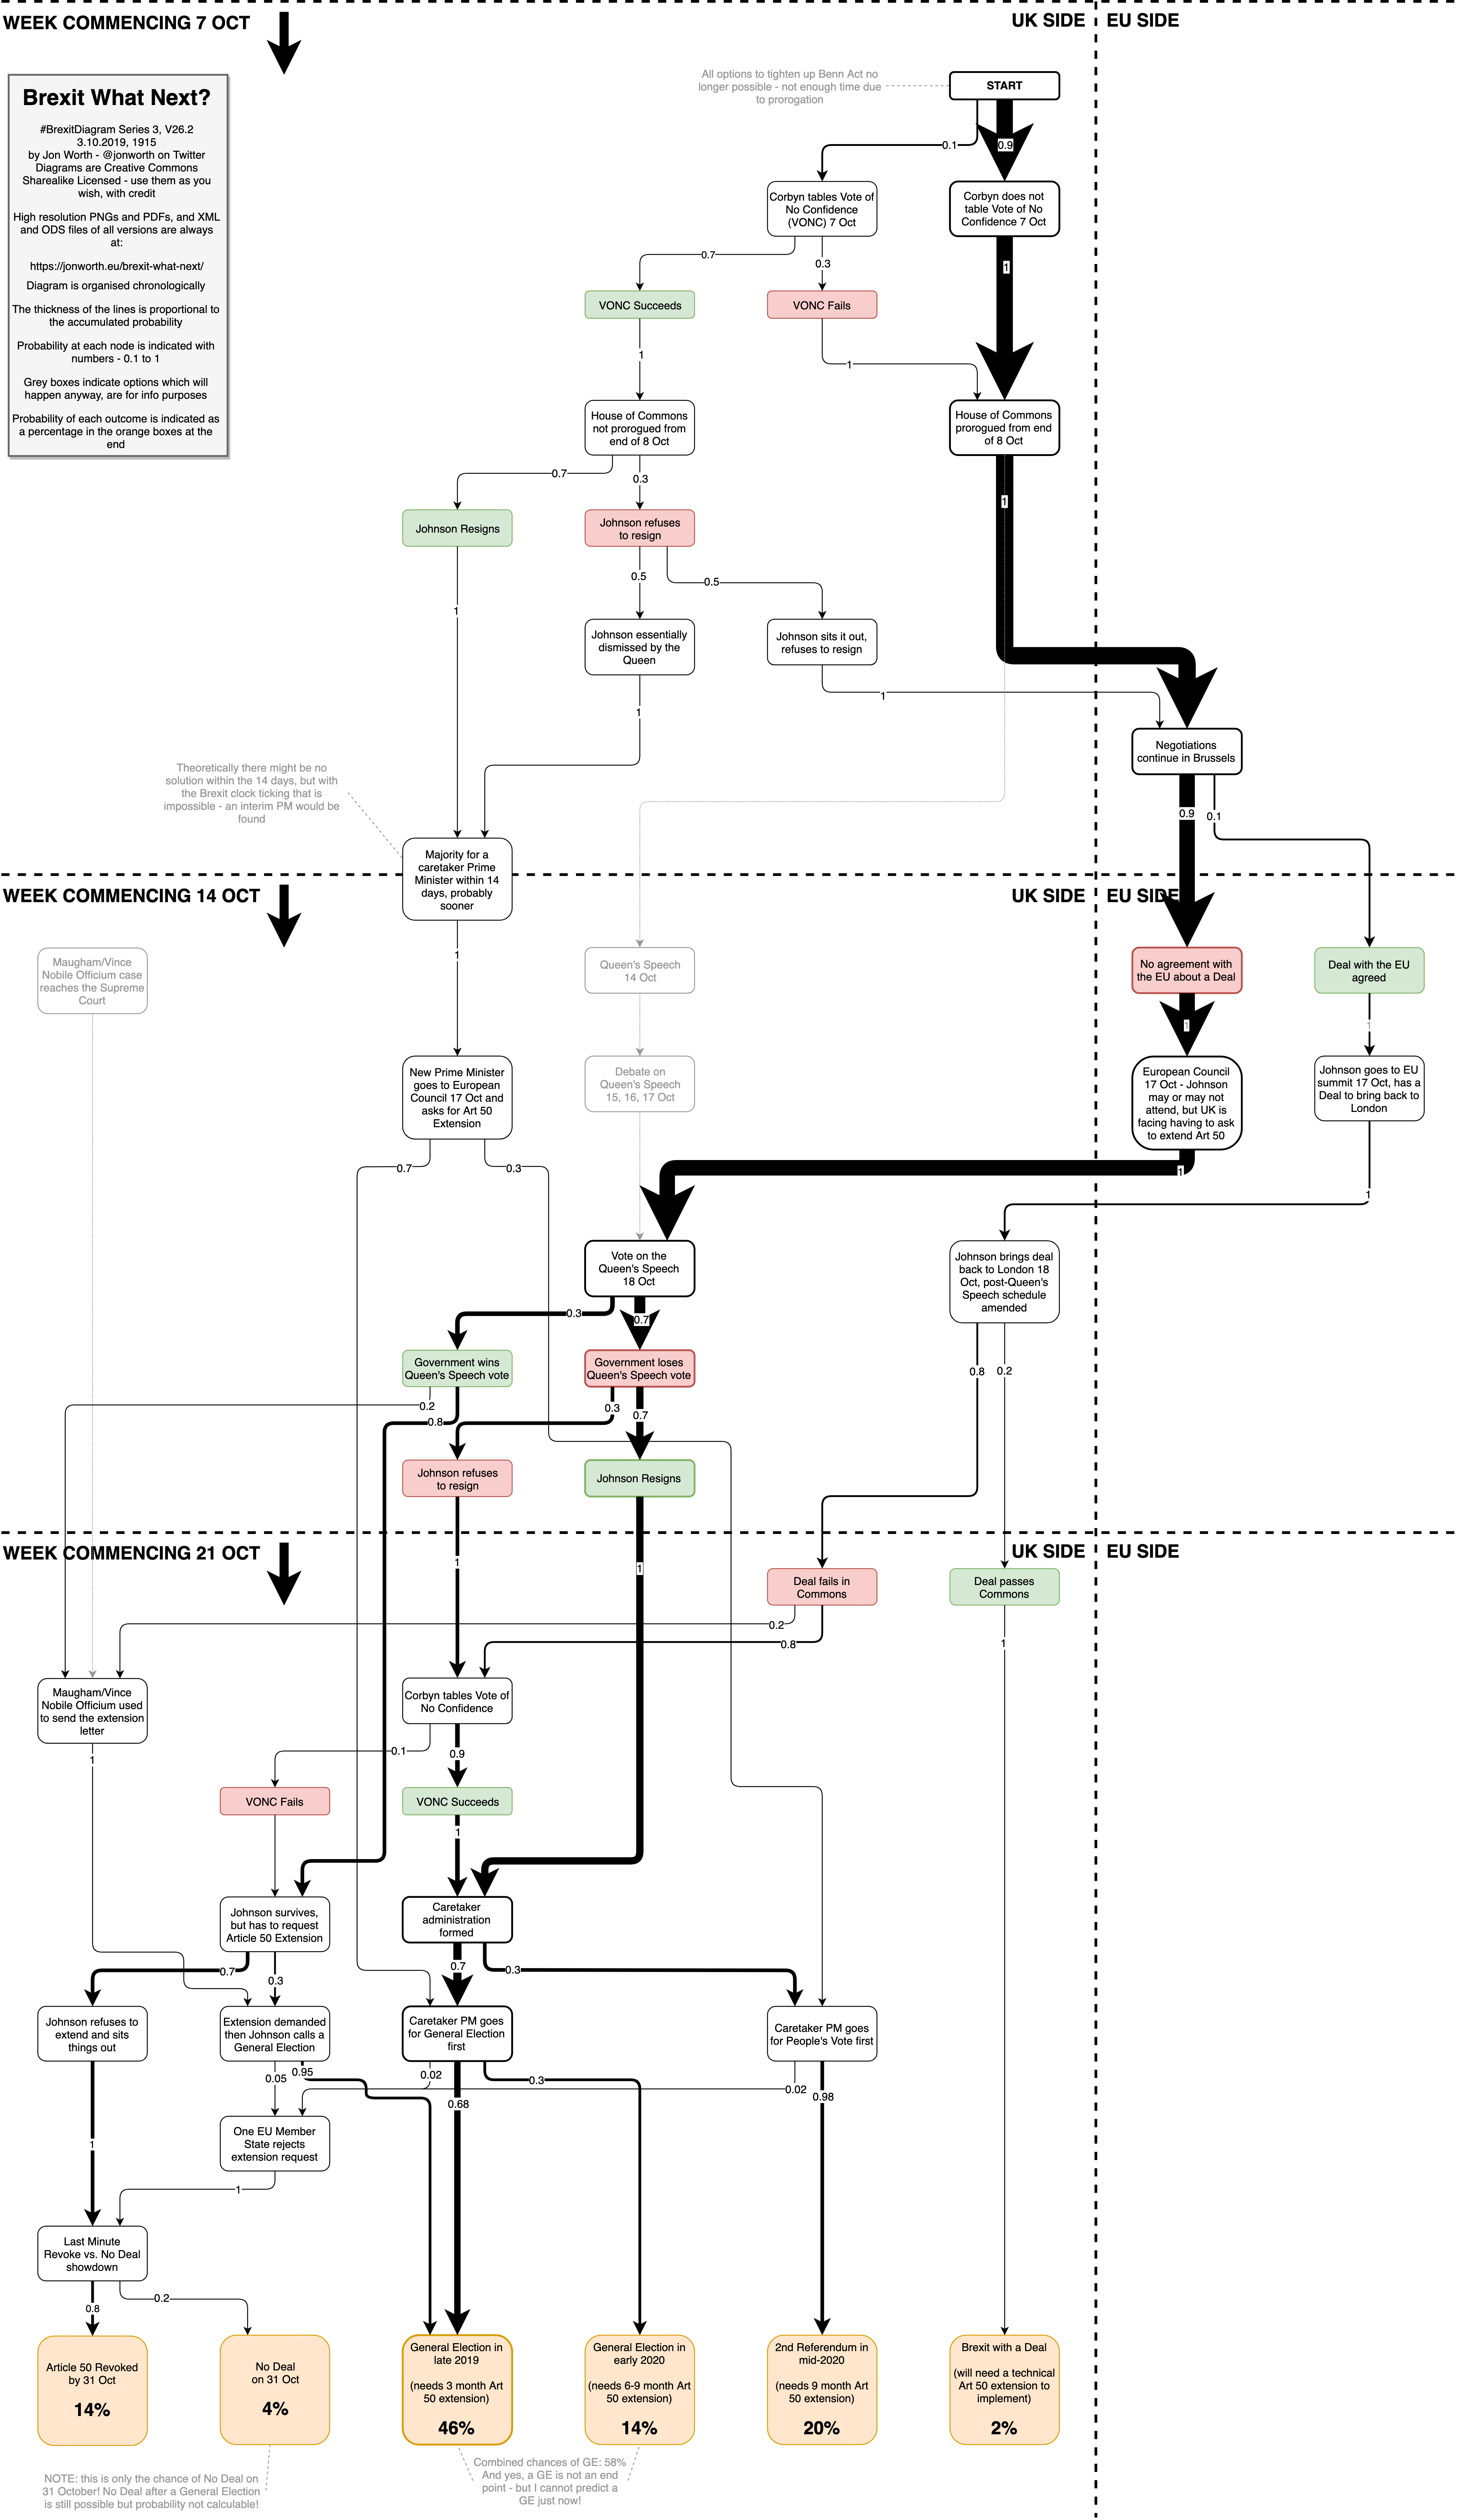 WEEK COMMENCING 7 OCT
UK SIDE
EU SIDE
Brexit What Next?
#BrexitDiagram Series 3, V26.2
3.10.2019, 1915
by Jon Worth - @jonworth on Twitter
Diagrams are Creative Commons
Sharealike Licensed - use them as you
wish, with credit
High resolution PNGs and PDFs, and XML
and ODS files of all versions are always
at:
https://jonworth.eu/brexit-what-next/
Diagram is organised chronologically
The thickness of the lines is proportional to
the accumulated probability
Probability at each node is indicated with
numbers - 0.1 to 1
Grey boxes indicate options which will
happen anyway, are for info purposes
Probability of each outcome is indicated as
a percentage in the orange boxes at the
end
All options to tighten up Benn Act no
longer possible - not enough time due
to prorogation
START
0.1
0.9
Corbyn tables Vote of
No Confidence
(VONC) 7 Oct
Corbyn does not
table Vote of No
Confidence 7 Oct
0.7
0.3
1
VONC Succeeds
VONC Fails
1
1
House of Commons
not prorogued from
end of 8 Oct
House of Commons
prorogued from end
of 8 Oct
0.7
0.3
1
Johnson Resigns
Johnson refuses
to resign
0.5
0.5
1
Johnson essentially
dismissed by the
Queen
Johnson sits it out,
refuses to resign
1
1
Negotiations
continue in Brussels
Theoretically there might be no
solution within the 14 days, but with
the Brexit clock ticking that is
impossible - an interim PM would be
found
0.9
0.1
Majority for a
caretaker Prime
Minister within 14
days, probably
sooner
WEEK COMMENCING 14 OCT
UK SIDE
EU SIDE
1
Maugham/Vince
Nobile Officium case
reaches the Supreme
Court
Queen's Speech
14 Oct
No agreement with
the EU about a Deal
Deal with the EU
agreed
1
1
New Prime Minister
goes to European
Council 17 Oct and
asks for Art 50
Extension
Debate on
Queen's Speech
15, 16, 17 Oct
European Council
17 Oct - Johnson
may or may not
attend, but UK is
facing having to ask
to extend Art 50
Johnson goes to EU
summit 17 Oct, has a
Deal to bring back to
London
0.7
0.3
1
1
Vote on the
Queen's Speech
18 Oct
Johnson brings deal
back to London 18
Oct, post-Queen's
Speech schedule
amended
0.3
0.7
Government wins
Queen's Speech vote
Government loses
Queen's Speech vote
0.8
0.2
0.2
0.8
0.3
0.7
Johnson refuses
to resign
Johnson Resigns
WEEK COMMENCING 21 OCT
UK SIDE
EU SIDE
1
1
Deal fails in
Commons
Deal passes
Commons
0.2
0.8
1
Maugham/Vince
Nobile Officium used
to send the extension
letter
Corbyn tables Vote of
No Confidence
1
0.1
0.9
VONC Fails
VONC Succeeds
1
Johnson survives,
but has to request
Article 50 Extension
Caretaker
administration
formed
0.7
0.3
0.7
0.3
Johnson refuses to
extend and sits
things out
Extension demanded
then Johnson calls a
General Election
Caretaker PM goes
for General Election
first
Caretaker PM goes
for People's Vote first
0.05
0.95
0.02
0.68
0.3
0.02
0.98
One EU Member
State rejects
extension request
1
1
Last Minute
Revoke vs. No Deal
showdown
0.8
0.2
Article 50 Revoked
by 31 Oct
14%
No Deal
on 31 Oct
4%
General Election in
late 2019
(needs 3 month Art
50 extension)
46%
General Election in
early 2020
(needs 6-9 month Art
50 extension)
14%
2nd Referendum in
mid-2020
(needs 9 month Art
50 extension)
20%
Brexit with a Deal
(will need a technical
Art 50 extension to
implement)
2%
NOTE: this is only the chance of No Deal on
31 October! No Deal after a General Election
is still possible but probability not calculable!
Combined chances of GE: 58%
And yes, a GE is not an end
point - but I cannot predict a
GE just now!